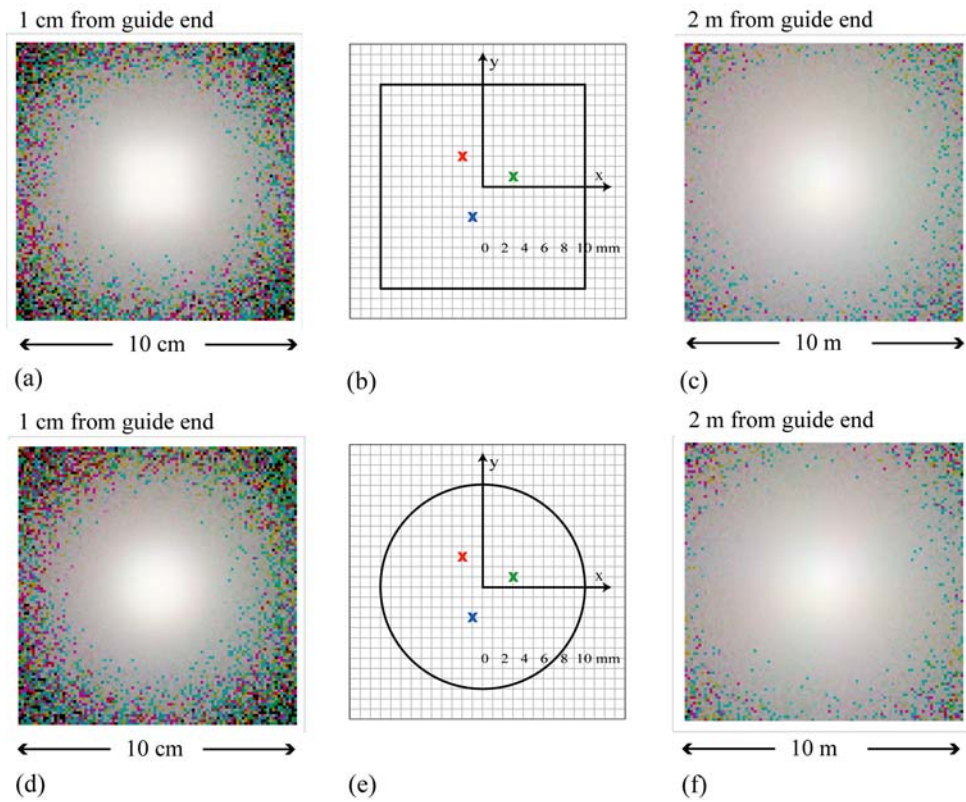 1 cm from guide end
2 m from guide end
y
x
0 2 4 6 8 10 mm
10 cm
10 m
(a)
(b)
(c)
1 cm from guide end
2 m from guide end
y
x
0 2 4 6 8 10 mm
10 cm
10 m
(d)
(e)
(f)